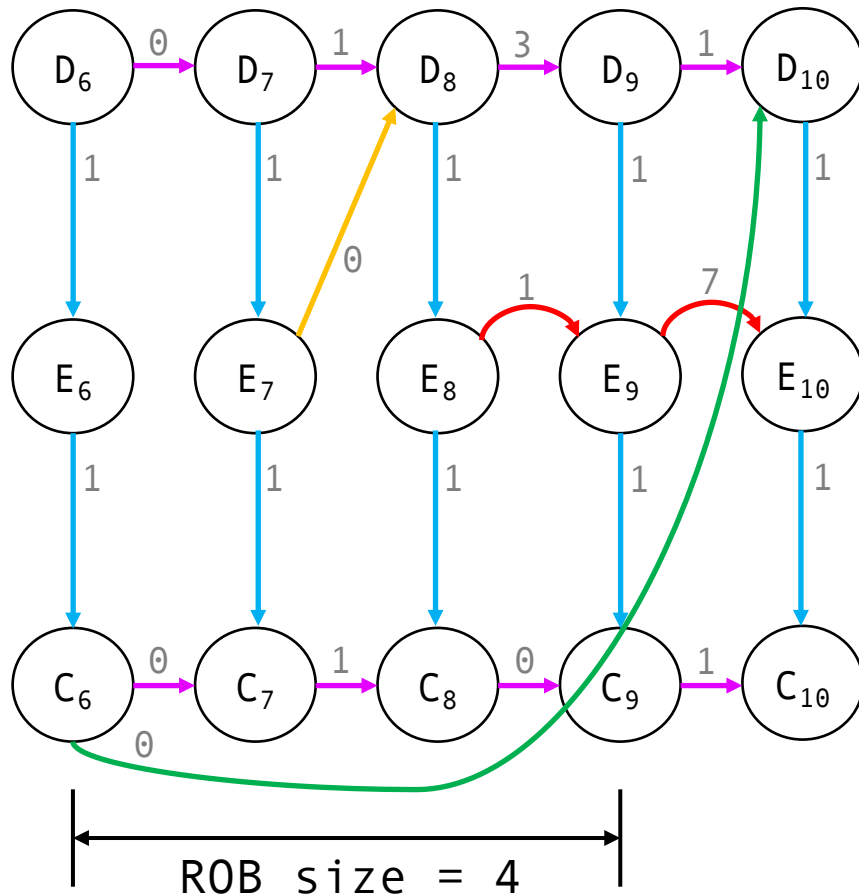 0 1 3 1
D₆ D₇ D₈ D₉ D₁₀
1 1 1 1 1
0
1 7
E₆ E₇ E₈ E₉ E₁₀
1 1 1 1 1
0 1 0 1
C₆ C₇ C₈ C₉ C₁₀
0
ROB size = 4